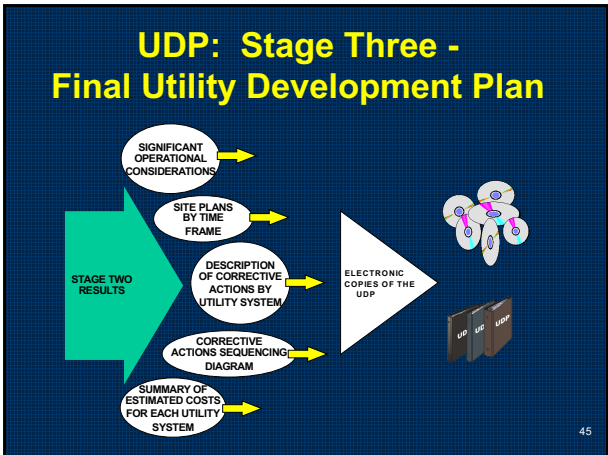 UDP: Stage Three -
Final Utility Development Plan
SIGNIFICANT
OPERATIONAL
CONSIDERATIONS
SITE PLANS
BY TIME
FRAME
STAGE TWO
RESULTS
DESCRIPTION
OF CORRECTIVE
ACTIONS BY
UTILITY SYSTEM
ELECTRONIC
COPIES OF THE
UDP
CORRECTIVE
ACTIONS SEQUENCING
DIAGRAM
SUMMARY OF
ESTIMATED COSTS
FOR EACH UTILITY
SYSTEM
UD
UD
UDP
45